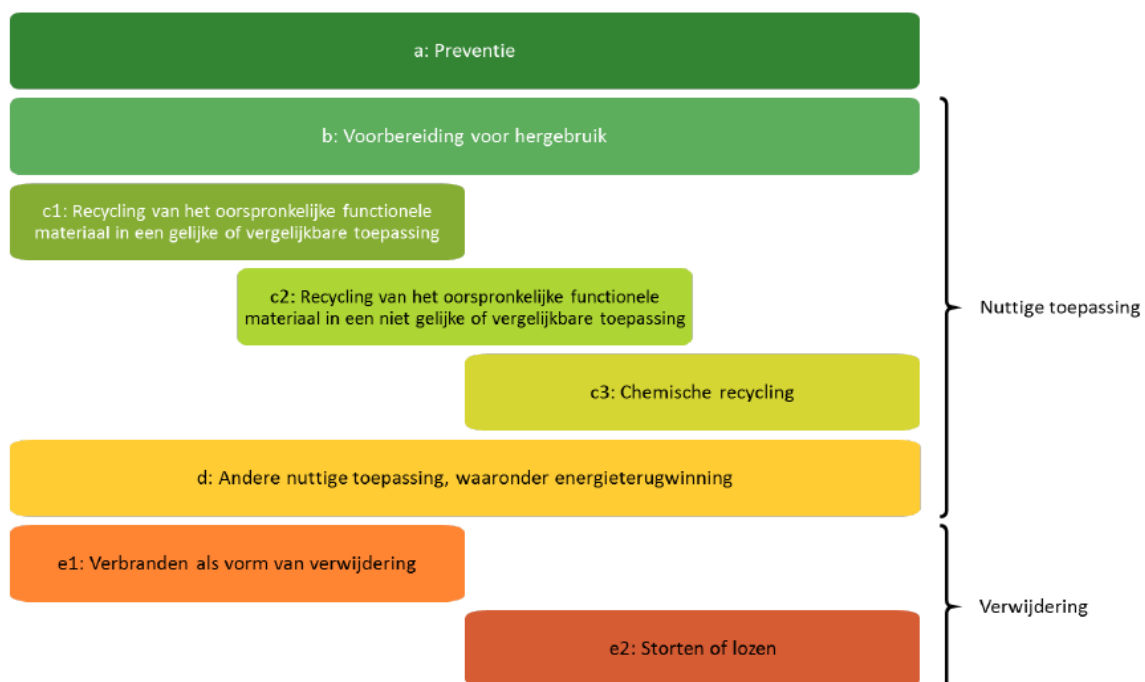 a: Preventie
b: Voorbereiding voor hergebruik
c1: Recycling van het oorspronkelijke functionele
materiaal in een gelijke of vergelijkbare toepassing
c2: Recycling van het oorspronkelijke functionele
materiaal in een niet gelijke of vergelijkbare toepassing
Nuttige toepassing
c3: Chemische recycling
d: Andere nuttige toepassing, waaronder energieterugwinning
e1: Verbranden als vorm van verwijdering
Verwijdering
e2: Storten of lozen